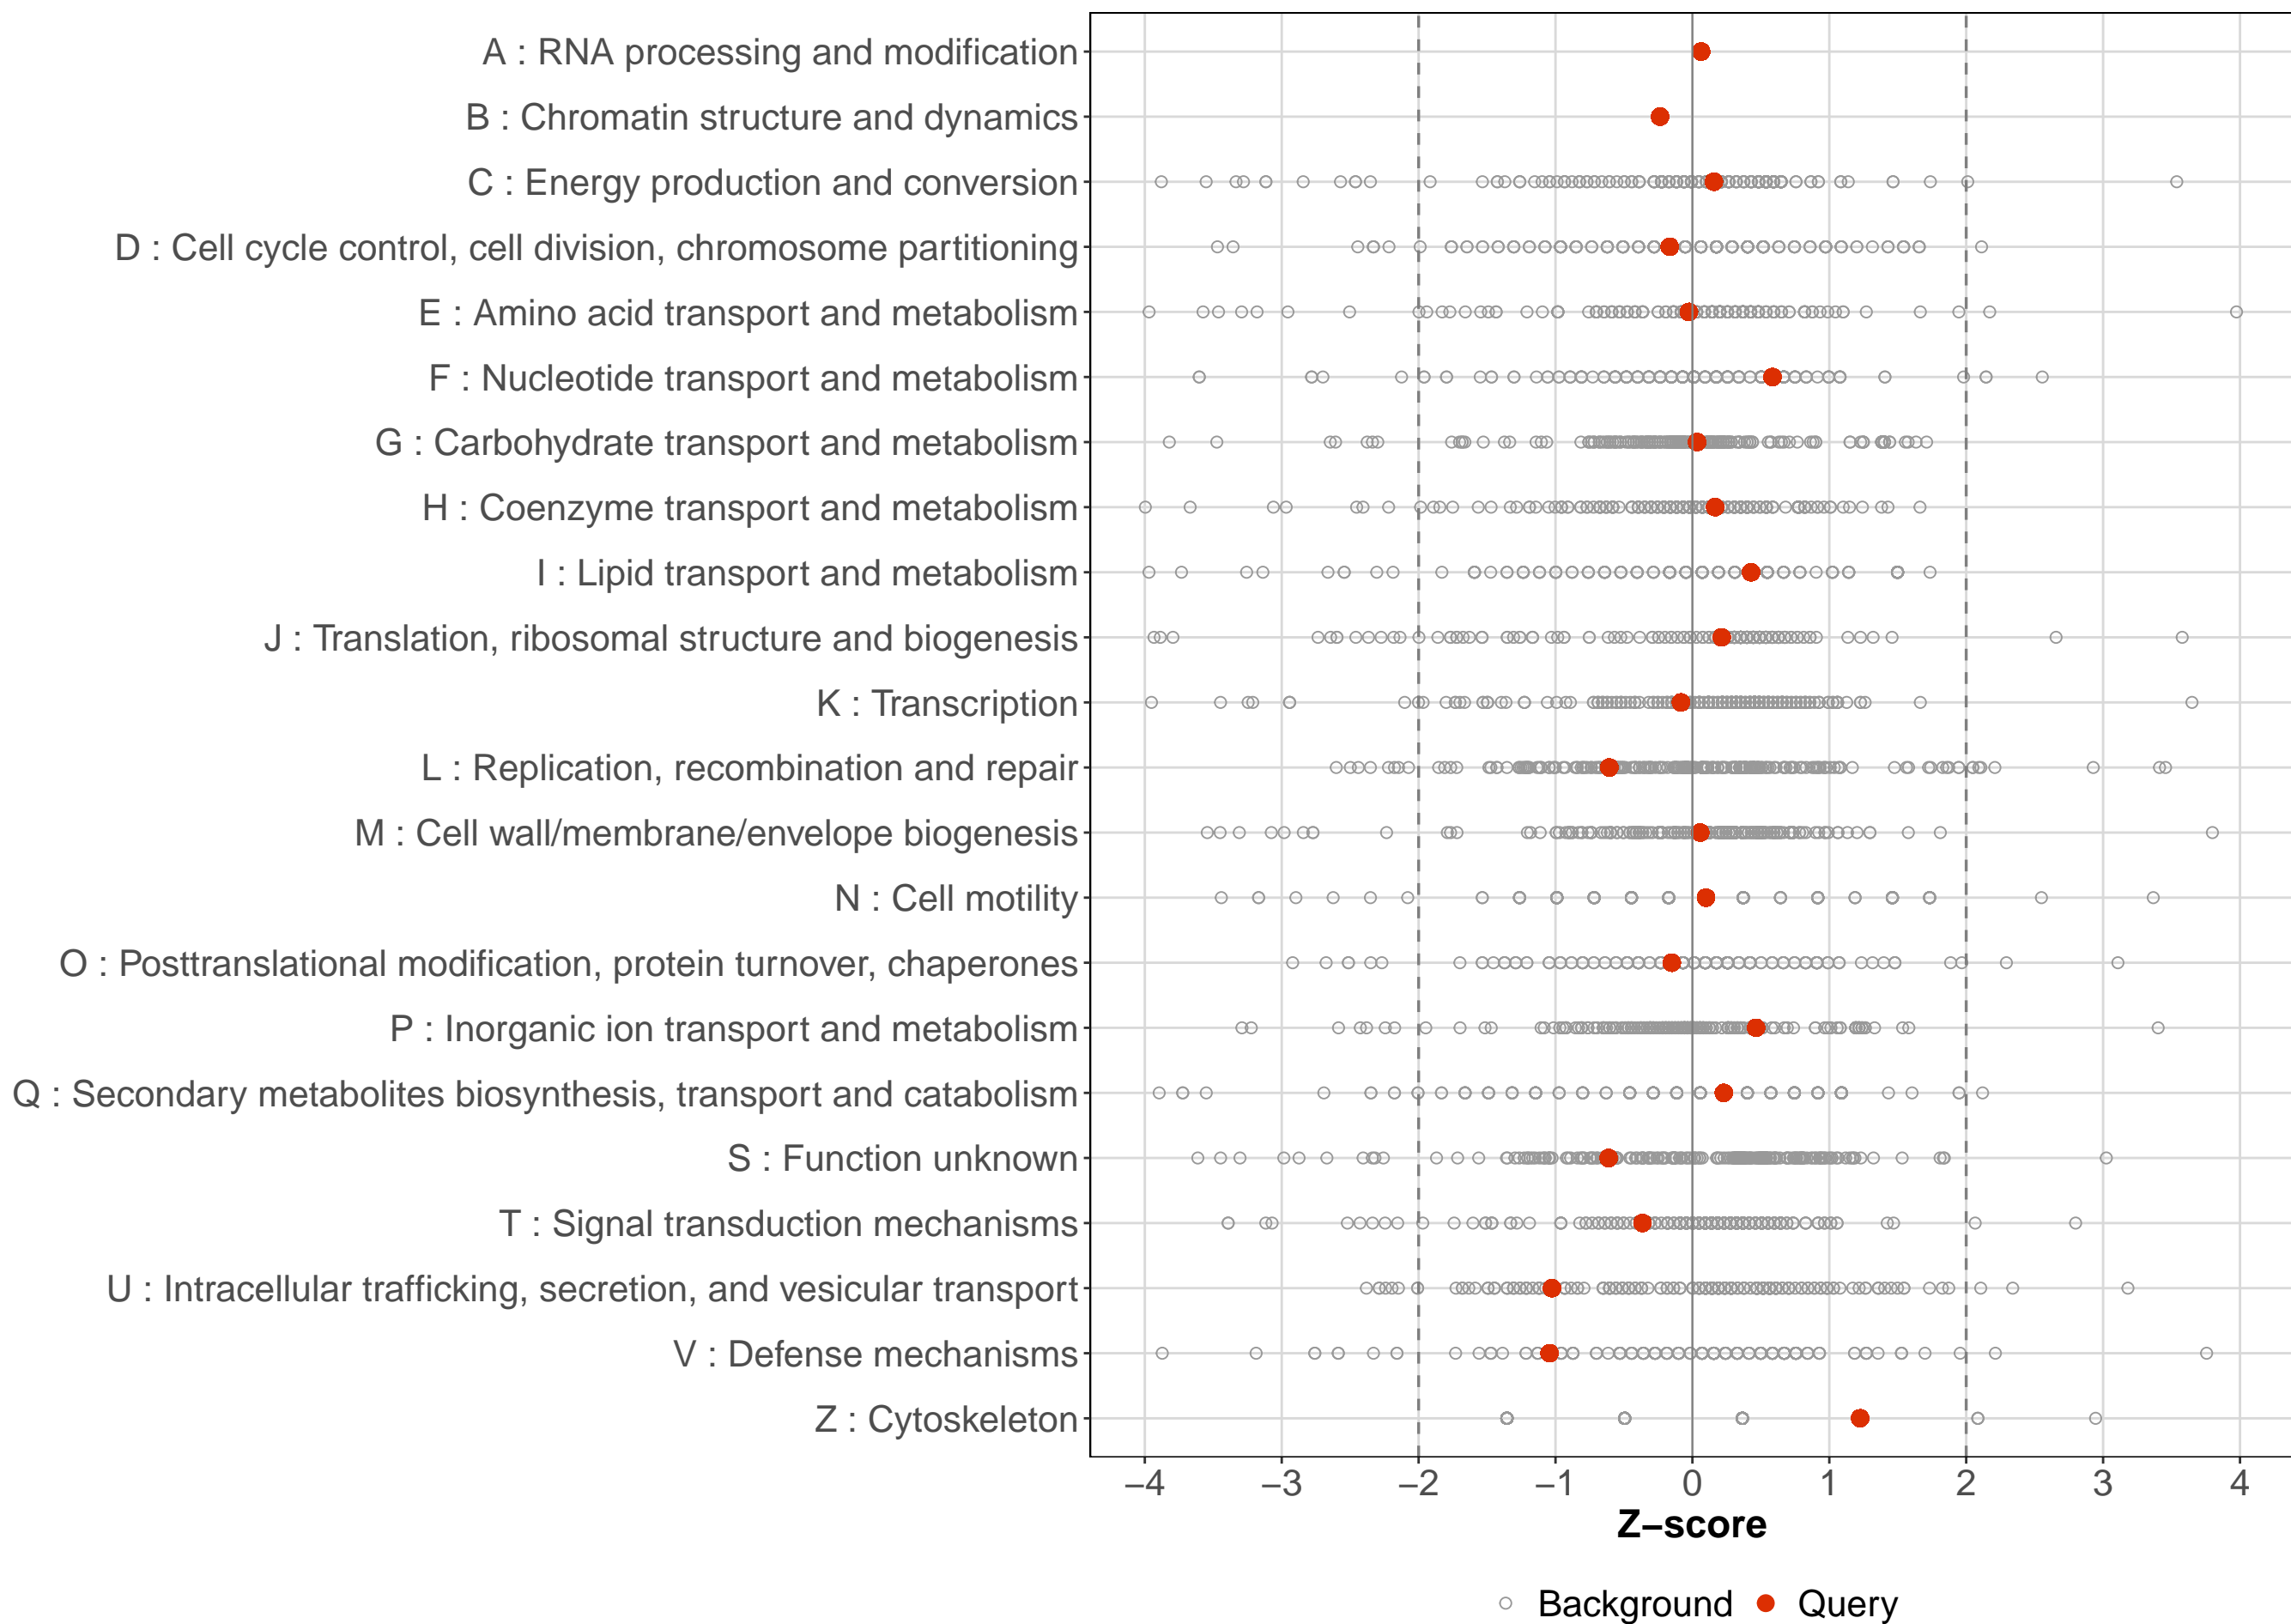 A : RNA processing and modification
B : Chromatin structure and dynamics
C : Energy production and conversion
D : Cell cycle control, cell division, chromosome partitioning
E : Amino acid transport and metabolism
F : Nucleotide transport and metabolism
G : Carbohydrate transport and metabolism
H : Coenzyme transport and metabolism
I : Lipid transport and metabolism
J : Translation, ribosomal structure and biogenesis
K : Transcription
L : Replication, recombination and repair
M : Cell wall/membrane/envelope biogenesis
N : Cell motility
O : Posttranslational modification, protein turnover, chaperones
P : Inorganic ion transport and metabolism
Q : Secondary metabolites biosynthesis, transport and catabolism
S : Function unknown
T : Signal transduction mechanisms
U : Intracellular trafficking, secretion, and vesicular transport
V : Defense mechanisms
Z : Cytoskeleton
−4 −3 −2 −1 0 1 2 3 4
Z−score
Background Query